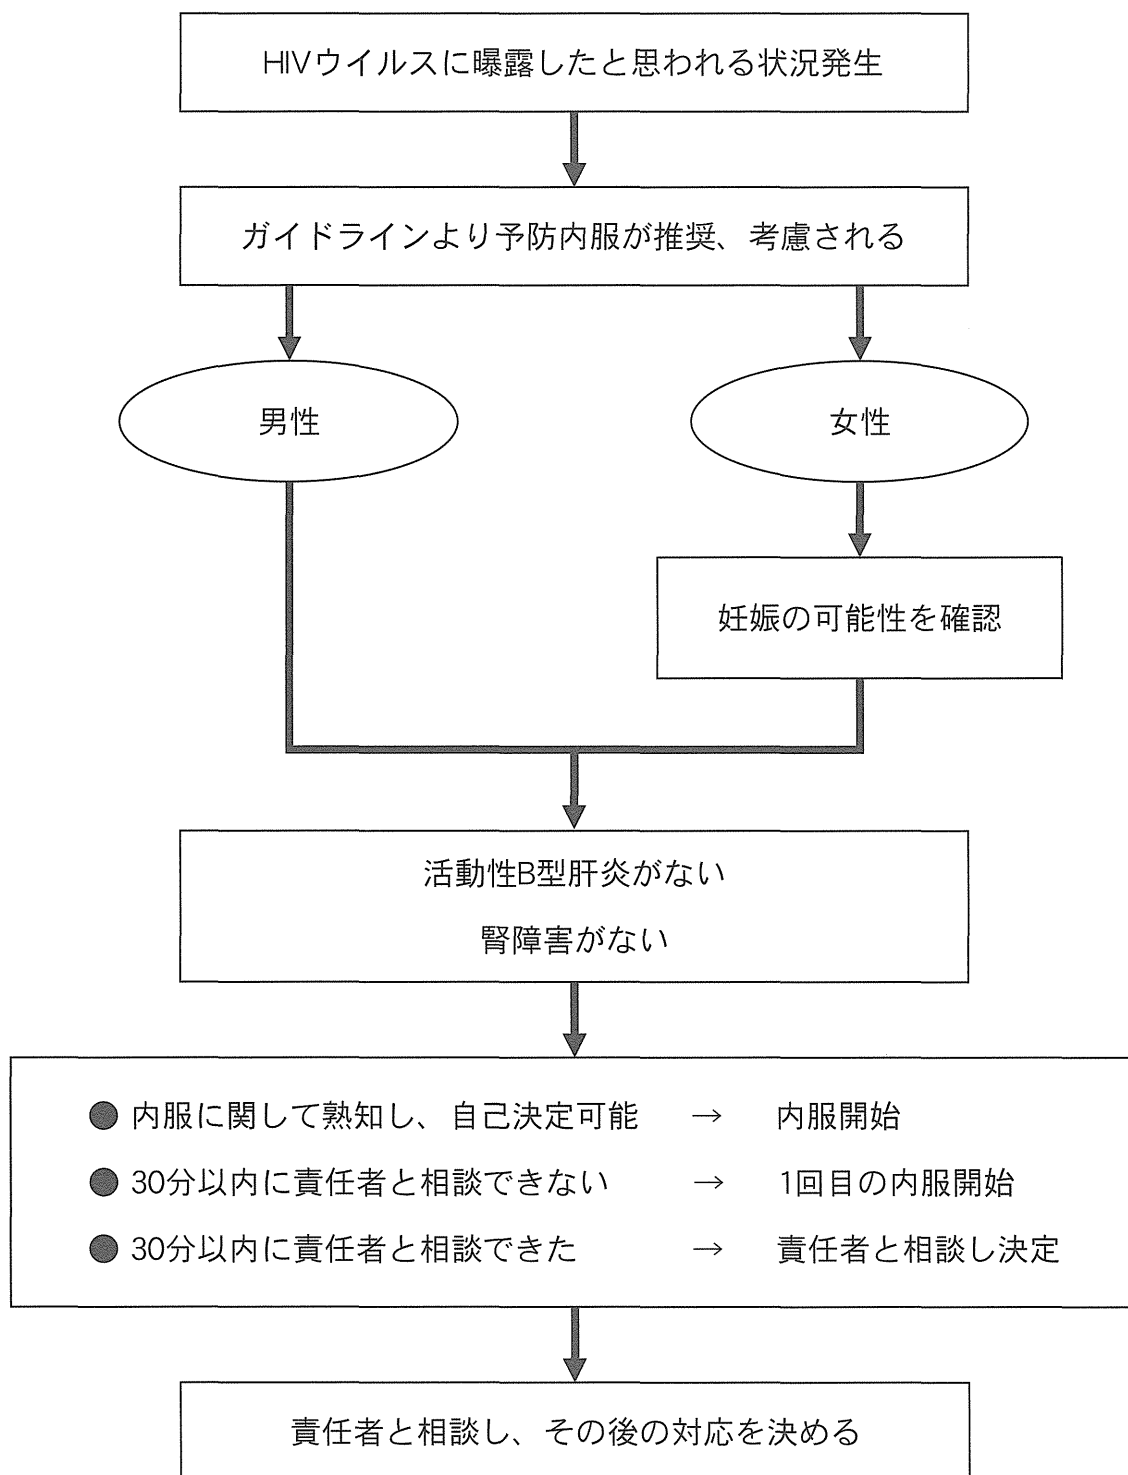 HIVウイルスに曝露したと思われる状況発生
ガイドラインより予防内服が推奨、考慮される
男性
女性
妊娠の可能性を確認
活動性B型肝炎がない
腎障害がない
● 内服に関して熟知し、自己決定可能 → 内服開始
● 30分以内に責任者と相談できない → 1回目の内服開始
● 30分以内に責任者と相談できた → 責任者と相談し決定
責任者と相談し、その後の対応を決める